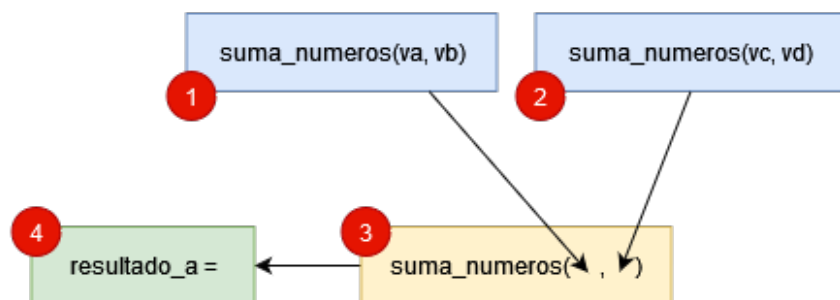 suma_numeros(va, vb)
suma_numeros(vc, vd)
1
2
4
3
resultado_a =
suma_numeros( , )